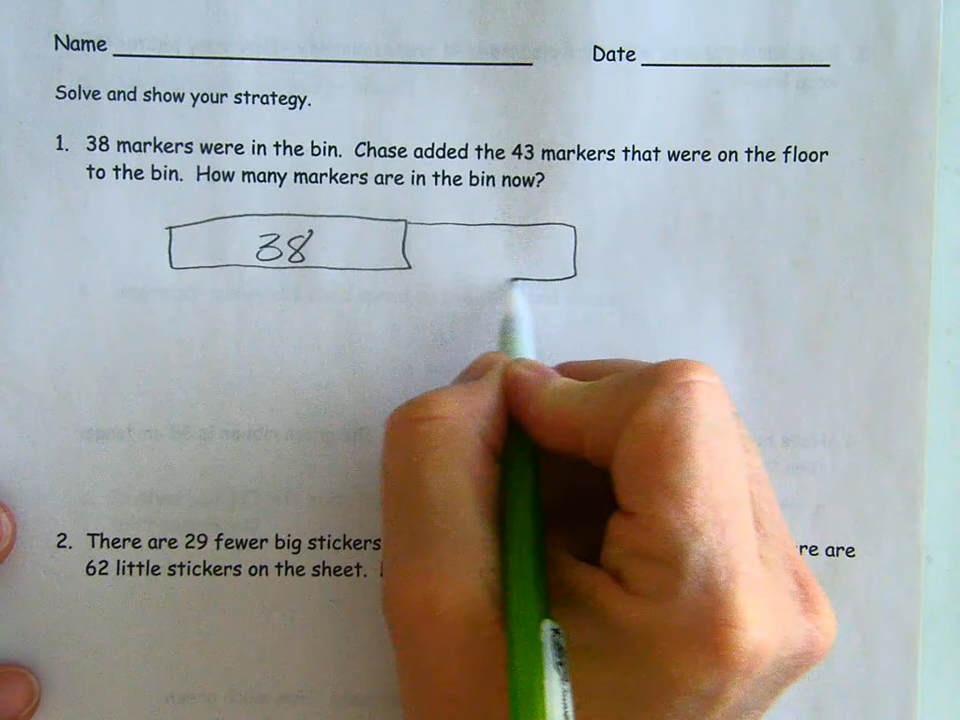 Name Date
Solve and show your strategy.
1. 38 markers were in the bin. Chase added the 43 markers that were on the floor
to the bin. How many markers are in the bin now?
38
2. There are 29 fewer big stickers re are
62 little stickers on the sheet.